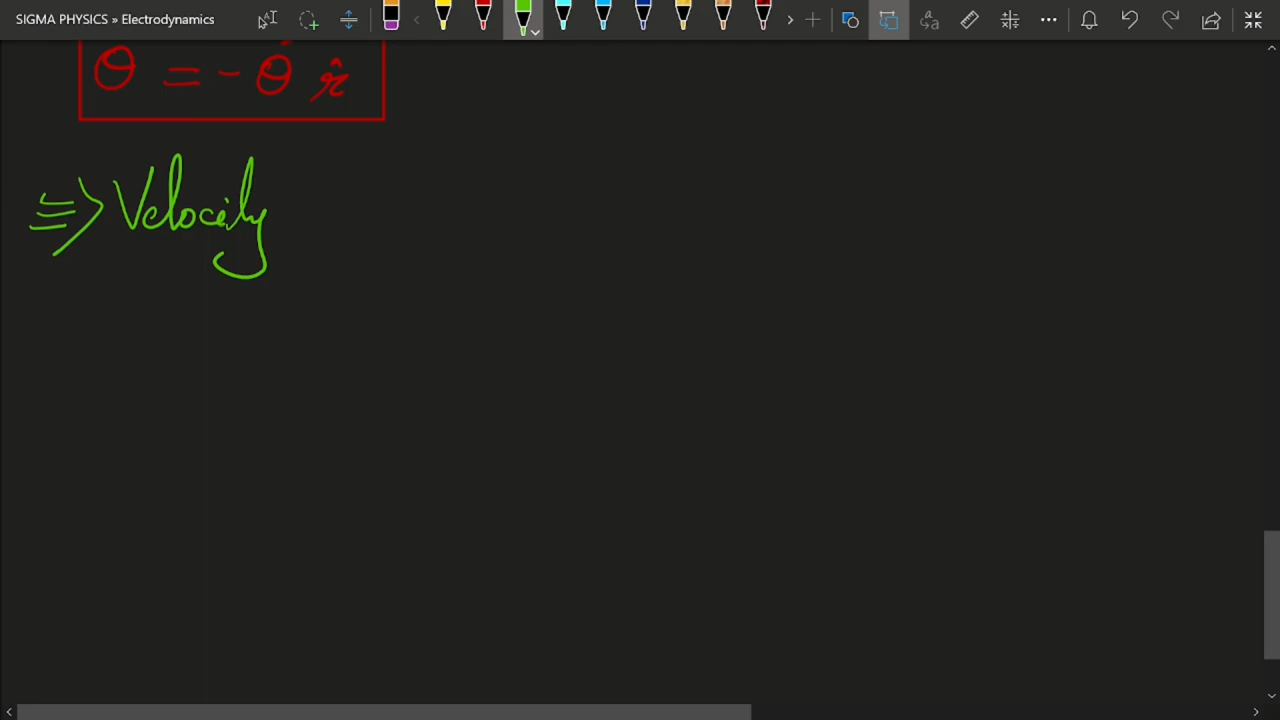 SIGMA PHYSICS » Electrodynamics
θ = - θ̇ r̂
⇒ Velocity